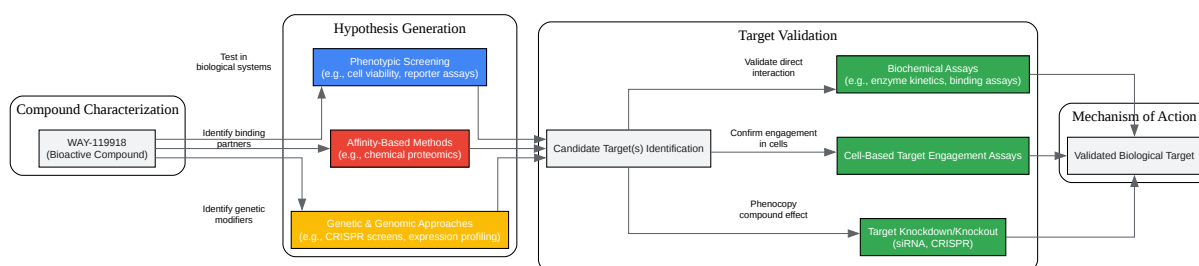 Compound Characterization
WAY-119918
(Bioactive Compound)
Test in
biological systems
Identify binding
partners
Identify genetic
modifiers
Hypothesis Generation
Phenotypic Screening
(e.g., cell viability, reporter assays)
Affinity-Based Methods
(e.g., chemical proteomics)
Genetic & Genomic Approaches
(e.g., CRISPR screens, expression profiling)
Target Validation
Candidate Target(s) Identification
Validate direct
interaction
Confirm engagement
in cells
Phenocopy
compound effect
Biochemical Assays
(e.g., enzyme kinetics, binding assays)
Cell-Based Target Engagement Assays
Target Knockdown/Knockout
(siRNA, CRISPR)
Mechanism of Action
Validated Biological Target